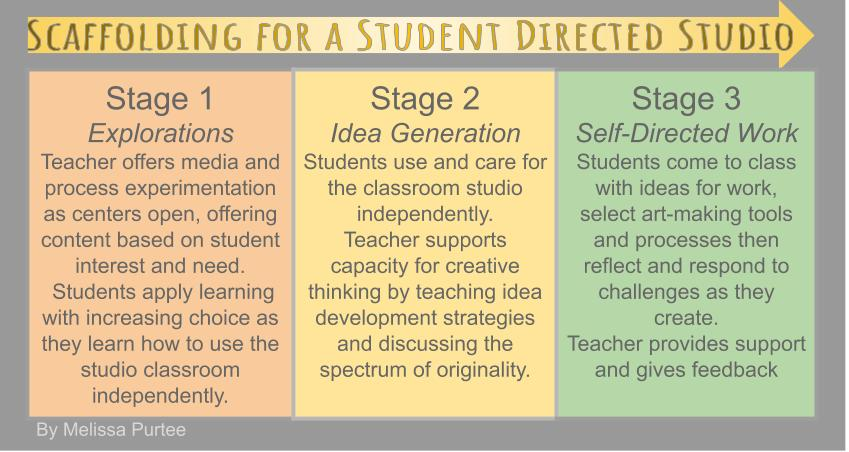 SCAFFOLDING FOR A STUDENT DIRECTED STUDIO
Stage 1
Explorations
Teacher offers media and
process experimentation
as centers open, offering
content based on student
interest and need.
Students apply learning
with increasing choice as
they learn how to use the
studio classroom
independently.
Stage 2
Idea Generation
Students use and care for
the classroom studio
independently.
Teacher supports
capacity for creative
thinking by teaching idea
development strategies
and discussing the
spectrum of originality.
Stage 3
Self-Directed Work
Students come to class
with ideas for work,
select art-making tools
and processes then
reflect and respond to
challenges as they
create.
Teacher provides support
and gives feedback
By Melissa Purtee